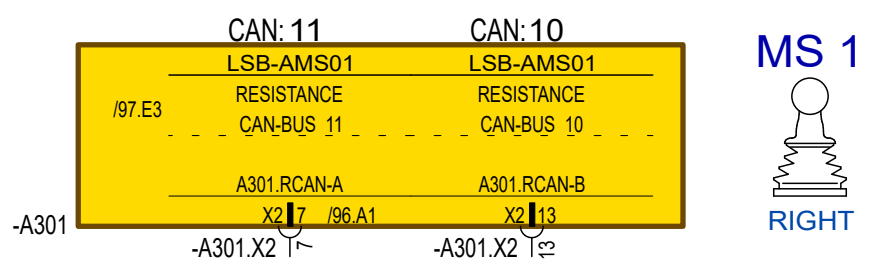 CAN: 11 CAN: 10
LSB-AMS01 LSB-AMS01
MS 1
/97.E3 RESISTANCE RESISTANCE
CAN-BUS 11 CAN-BUS 10
A301.RCAN-A A301.RCAN-B
-A301 X2 7 /96.A1 X2 13
RIGHT
-A301.X2 7 -A301.X2 13